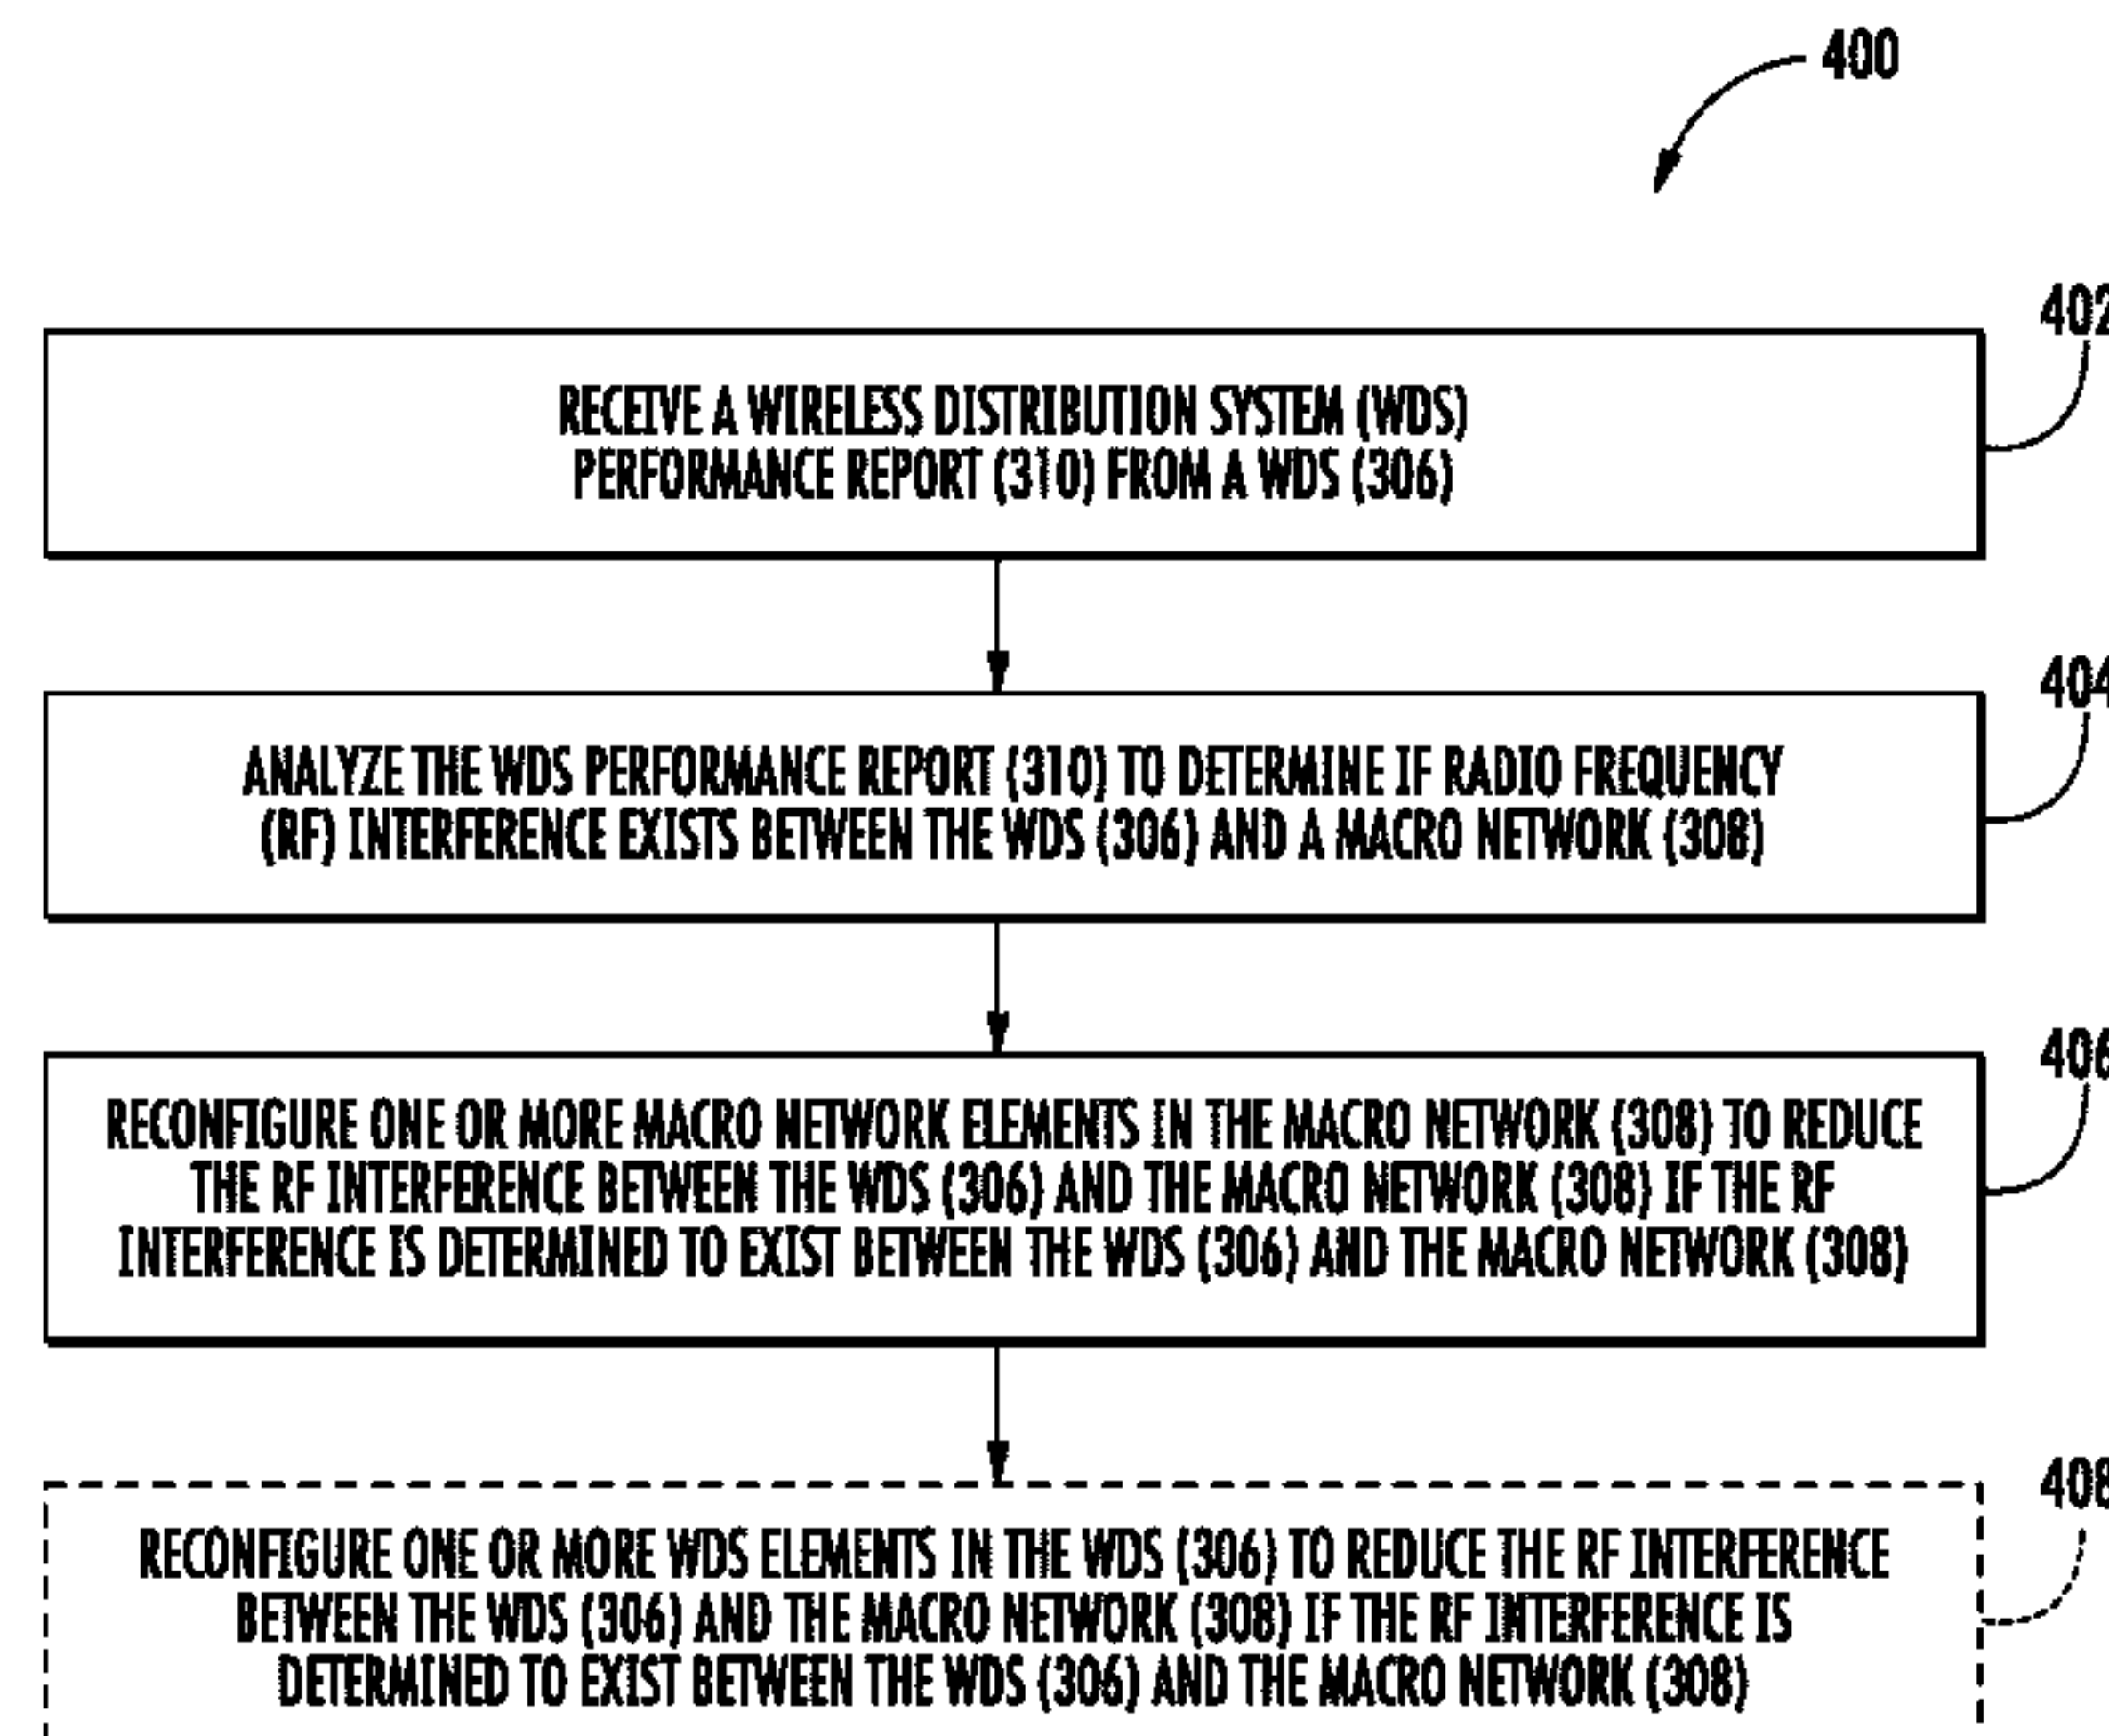 400
402
RECEIVE A WIRELESS DISTRIBUTION SYSTEM (WDS)
PERFORMANCE REPORT (310) FROM A WDS (306)
404
ANALYZE THE WDS PERFORMANCE REPORT (310) TO DETERMINE IF RADIO FREQUENCY
(RF) INTERFERENCE EXISTS BETWEEN THE WDS (306) AND A MACRO NETWORK (308)
406
RECONFIGURE ONE OR MORE MACRO NETWORK ELEMENTS IN THE MACRO NETWORK (308) TO REDUCE
THE RF INTERFERENCE BETWEEN THE WDS (306) AND THE MACRO NETWORK (308) IF THE RF
INTERFERENCE IS DETERMINED TO EXIST BETWEEN THE WDS (306) AND THE MACRO NETWORK (308)
408
RECONFIGURE ONE OR MORE WDS ELEMENTS IN THE WDS (306) TO REDUCE THE RF INTERFERENCE
BETWEEN THE WDS (306) AND THE MACRO NETWORK (308) IF THE RF INTERFERENCE IS
DETERMINED TO EXIST BETWEEN THE WDS (306) AND THE MACRO NETWORK (308)